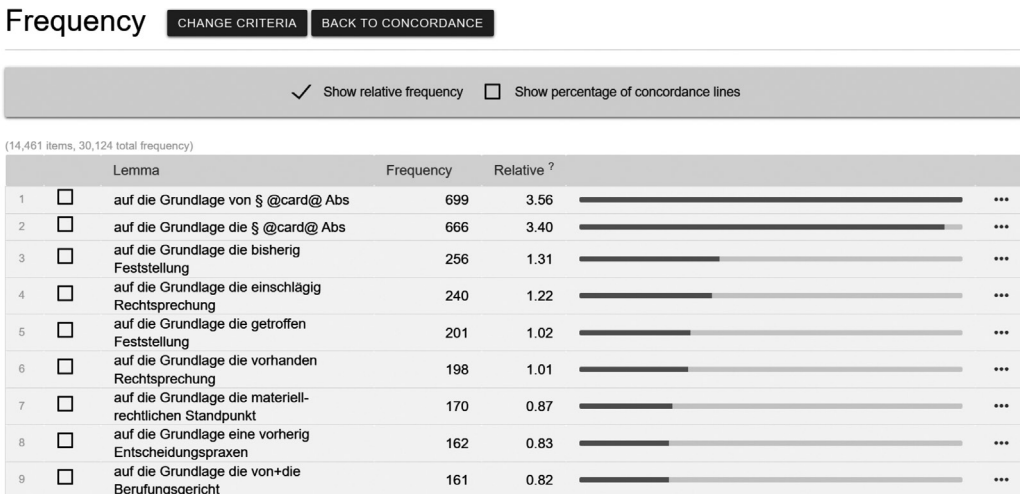 Frequency CHANGE CRITERIA BACK TO CONCORDANCE
Show relative frequency Show percentage of concordance lines
(14,461 items, 30,124 total frequency)
Lemma Frequency Relative ?
1 auf die Grundlage von § @card@ Abs 699 3.56 •••
2 auf die Grundlage die § @card@ Abs 666 3.40 •••
3 auf die Grundlage die bisherig
Feststellung 256 1.31 •••
4 auf die Grundlage die einschlägig
Rechtsprechung 240 1.22 •••
5 auf die Grundlage die getroffen
Feststellung 201 1.02 •••
6 auf die Grundlage die vorhanden
Rechtsprechung 198 1.01 •••
7 auf die Grundlage die materiell-
rechtlichen Standpunkt 170 0.87 •••
8 auf die Grundlage eine vorherig
Entscheidungspraxen 162 0.83 •••
9 auf die Grundlage die von+die
Berufungsgericht 161 0.82 •••